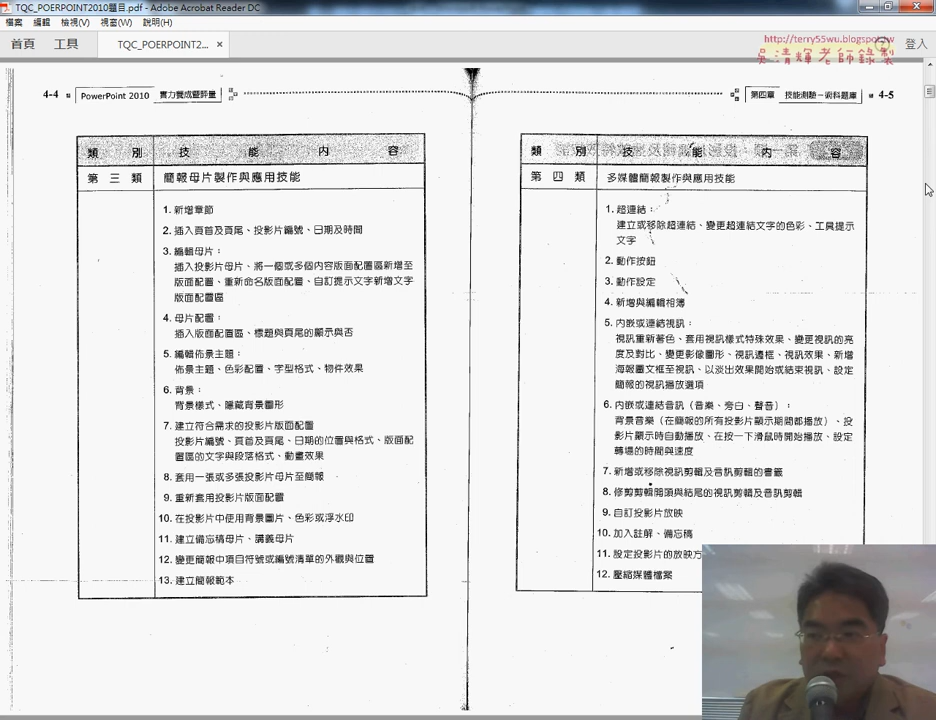 TQC_POERPOINT2010題目.pdf - Adobe Acrobat Reader DC
檔案 編輯 檢視(V) 視窗(W) 說明(H)
首頁 工具 TQC_POERPOINT2... × 登入
http://terry55wu.blogspot.tw
吳清輝老師錄製
4-4 PowerPoint 2010 實力養成暨評量
類別 技能內容
第三類 簡報母片製作與應用技能
1. 新增章節
2. 插入頁首及頁尾、投影片編號、日期及時間
3. 編輯母片：
插入投影片母片、將一個或多個內容版面配置區新增至
版面配置、重新命名版面配置、自訂提示文字新增文字
版面配置區
4. 母片配置：
插入版面配置區、標題與頁尾的顯示與否
5. 編輯佈景主題：
佈景主題、色彩配置、字型格式、物件效果
6. 背景：
背景樣式、隱藏背景圖形
7. 建立符合需求的投影片版面配置
投影片編號、頁首及頁尾、日期的位置與格式、版面配
置區的文字與段落格式、動畫效果
8. 套用一張或多張投影片母片至簡報
9. 重新套用投影片版面配置
10. 在投影片中使用背景圖片、色彩或浮水印
11. 建立備忘稿母片、講義母片
12. 變更簡報中項目符號或編號清單的外觀與位置
13. 建立簡報範本
第四章 技能測驗－術科題庫 4-5
類別 技能內容
第四類 多媒體簡報製作與應用技能
1. 超連結：
建立或移除超連結、變更超連結文字的色彩、工具提示
文字
2. 動作按鈕
3. 動作設定
4. 新增與編輯相簿
5. 內嵌或連結視訊：
視訊重新著色、套用視訊樣式特殊效果、變更視訊的亮
度及對比、變更影像圖形、視訊邊框、視訊效果、新增
海報圖文框至視訊、以淡出效果開始或結束視訊、設定
簡報的視訊播放選項
6. 內嵌或連結音訊（音樂、旁白、聲音）：
背景音樂（在簡報的所有投影片顯示期間都播放）、投
影片顯示時自動播放、在按一下滑鼠時開始播放、設定
轉場的時間與速度
7. 新增或移除視訊剪輯及音訊剪輯的書籤
8. 修剪剪輯開頭與結尾的視訊剪輯及音訊剪輯
9. 自訂投影片放映
10. 加入註解、備忘稿
11. 設定投影片的放映方
12. 壓縮媒體檔案